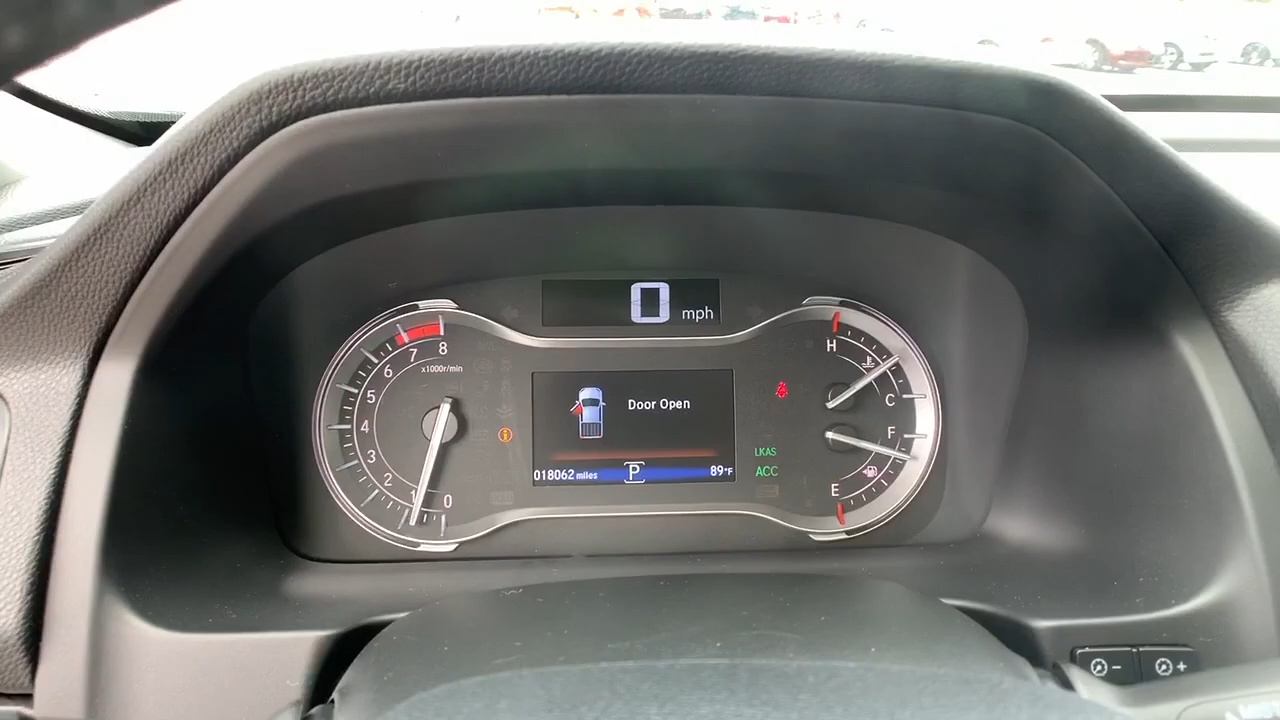 0 mph
8
7
6
5
4
3
2
1
0
x1000r/min
Door Open
018062 miles P 89°F
LKAS
ACC
H
C
F
E
-
+